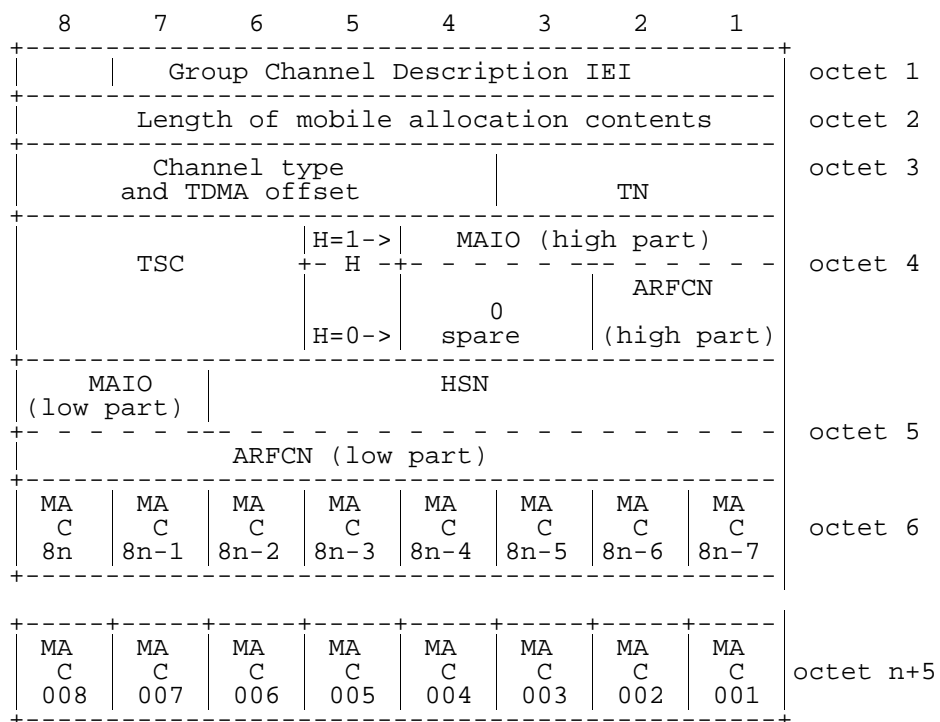 8 7 6 5 4 3 2 1
Group Channel Description IEI octet 1
Length of mobile allocation contents octet 2
Channel type octet 3
and TDMA offset TN
H=1-> MAIO (high part)
TSC +- H -+- - - - - --- - - - - - octet 4
ARFCN
0
H=0-> spare (high part)
MAIO HSN
(low part)
octet 5
ARFCN (low part)
MA MA MA MA MA MA MA MA
C C C C C C C C octet 6
8n 8n-1 8n-2 8n-3 8n-4 8n-5 8n-6 8n-7
MA MA MA MA MA MA MA MA
C C C C C C C C octet n+5
008 007 006 005 004 003 002 001